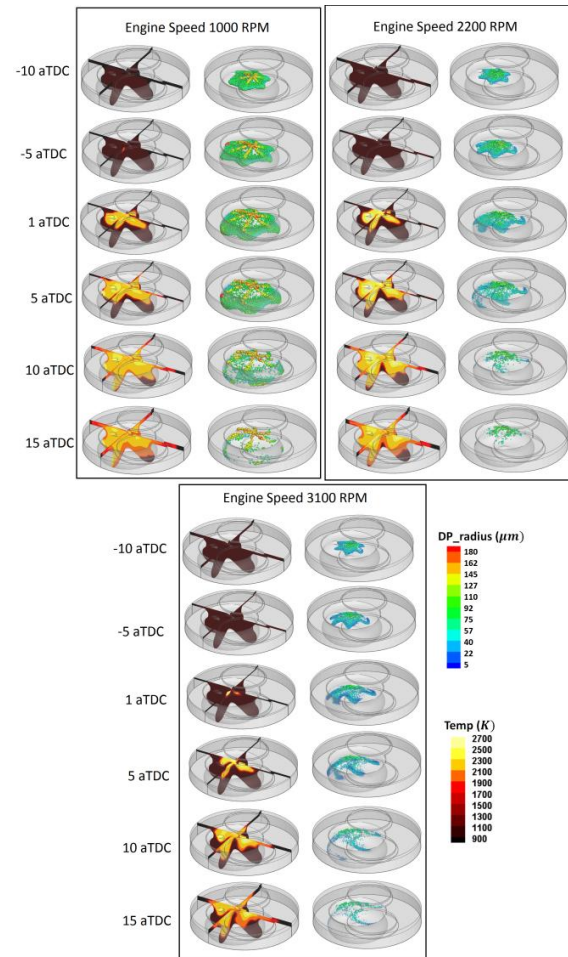 Engine Speed 1000 RPM
Engine Speed 2200 RPM
-10 aTDC
-5 aTDC
1 aTDC
5 aTDC
10 aTDC
15 aTDC
Engine Speed 3100 RPM
-10 aTDC
-5 aTDC
1 aTDC
5 aTDC
10 aTDC
15 aTDC
DP_radius (μm)
180
162
145
127
110
92
75
57
40
22
5
Temp (K)
2700
2500
2300
2100
1900
1700
1500
1300
1100
900